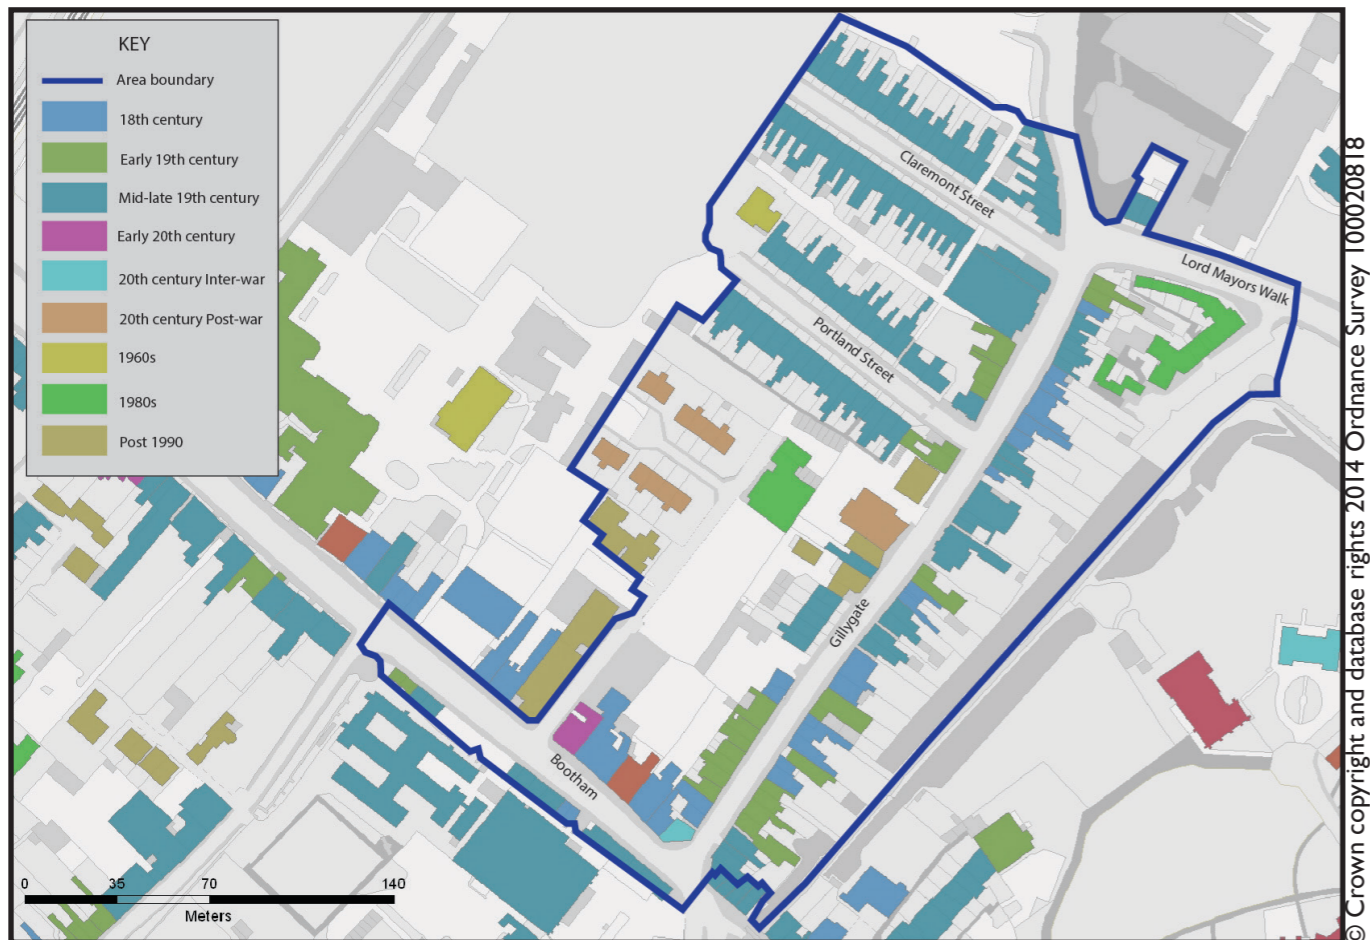 KEY
Area boundary
18th century
Early 19th century
Mid-late 19th century
Early 20th century
20th century Inter-war
20th century Post-war
1960s
1980s
Post 1990
Claremont Street
Lord Mayors Walk
Portland Street
Gillygate
Bootham
0 35 70 140
Meters
© Crown copyright and database rights 2014 Ordnance Survey 100020818